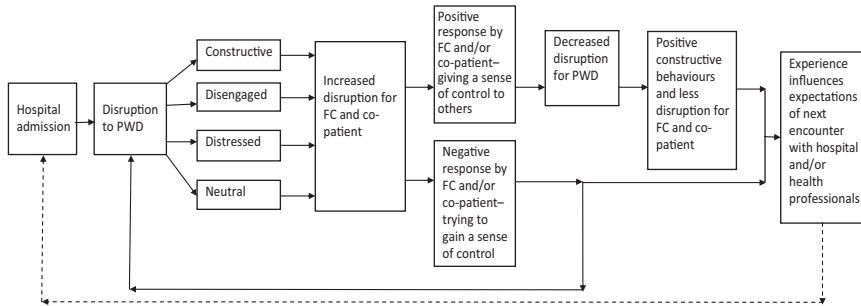 Hospital
admission
Disruption
to PWD
Constructive
Disengaged
Distressed
Neutral
Increased
disruption for
FC and co-
patient
Positive
response by
FC and/or
co-patient–
giving a sense
of control to
others
Negative
response by
FC and/or
co-patient–
trying to
gain a sense
of control
Decreased
disruption
for PWD
Positive
constructive
behaviours
and less
disruption for
FC and co-
patient
Experience
influences
expectations
of next
encounter
with hospital
and/or
health
professionals